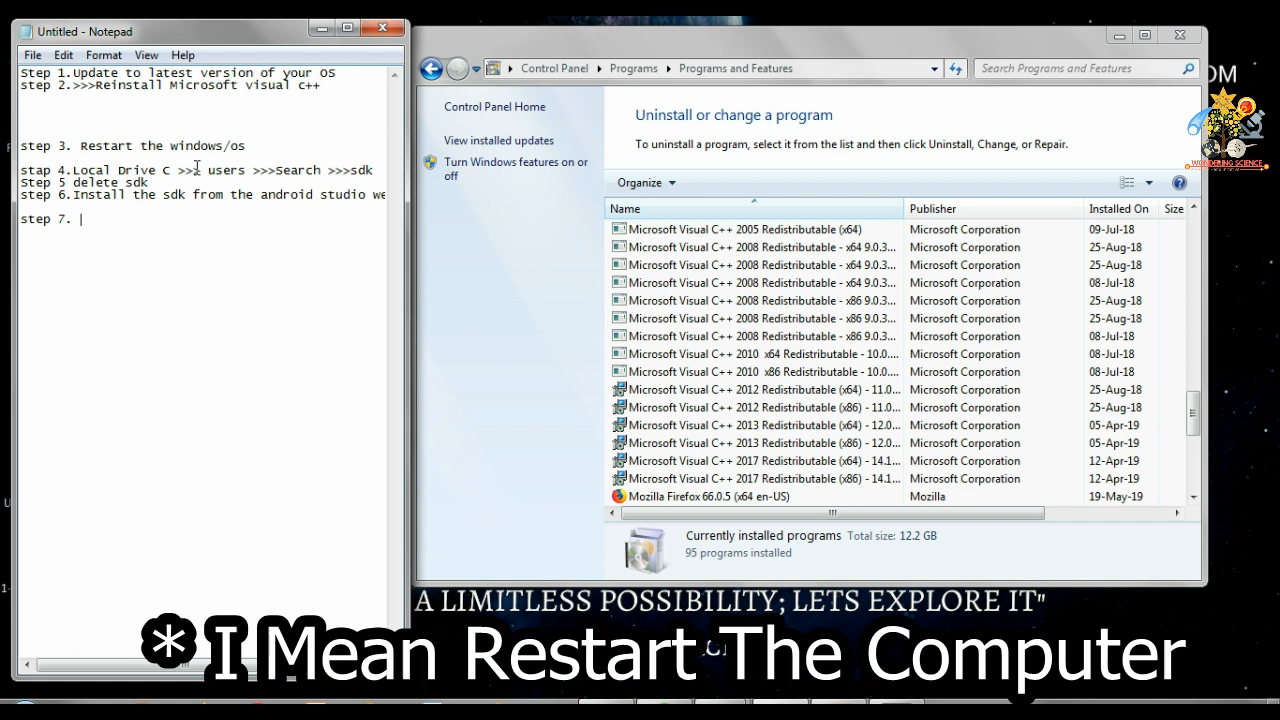 Untitled - Notepad
File Edit Format View Help
Step 1.Update to latest version of your OS
step 2.>>>Reinstall Microsoft visual c++
step 3. Restart the windows/os
stap 4.Local Drive C >>> users >>>Search >>>sdk
Step 5 delete sdk
step 6.Install the sdk from the android studio we
step 7.
Control Panel Programs Programs and Features
Search Programs and Features
OM
Control Panel Home
View installed updates
Turn Windows features on or
off
Uninstall or change a program
To uninstall a program, select it from the list and then click Uninstall, Change, or Repair.
Organize
Name Publisher Installed On Size
Microsoft Visual C++ 2005 Redistributable (x64) Microsoft Corporation 09-Jul-18
Microsoft Visual C++ 2008 Redistributable - x64 9.0.3... Microsoft Corporation 25-Aug-18
Microsoft Visual C++ 2008 Redistributable - x64 9.0.3... Microsoft Corporation 25-Aug-18
Microsoft Visual C++ 2008 Redistributable - x64 9.0.3... Microsoft Corporation 08-Jul-18
Microsoft Visual C++ 2008 Redistributable - x86 9.0.3... Microsoft Corporation 25-Aug-18
Microsoft Visual C++ 2008 Redistributable - x86 9.0.3... Microsoft Corporation 25-Aug-18
Microsoft Visual C++ 2008 Redistributable - x86 9.0.3... Microsoft Corporation 08-Jul-18
Microsoft Visual C++ 2010 x64 Redistributable - 10.0.... Microsoft Corporation 08-Jul-18
Microsoft Visual C++ 2010 x86 Redistributable - 10.0.... Microsoft Corporation 08-Jul-18
Microsoft Visual C++ 2012 Redistributable (x64) - 11.0... Microsoft Corporation 25-Aug-18
Microsoft Visual C++ 2012 Redistributable (x86) - 11.0... Microsoft Corporation 25-Aug-18
Microsoft Visual C++ 2013 Redistributable (x64) - 12.0... Microsoft Corporation 05-Apr-19
Microsoft Visual C++ 2013 Redistributable (x86) - 12.0... Microsoft Corporation 05-Apr-19
Microsoft Visual C++ 2017 Redistributable (x64) - 14.1... Microsoft Corporation 12-Apr-19
Microsoft Visual C++ 2017 Redistributable (x86) - 14.1... Microsoft Corporation 12-Apr-19
Mozilla Firefox 66.0.5 (x64 en-US) Mozilla 19-May-19
Currently installed programs Total size: 12.2 GB
95 programs installed
A LIMITLESS POSSIBILITY; LETS EXPLORE IT"
* I Mean Restart The Computer